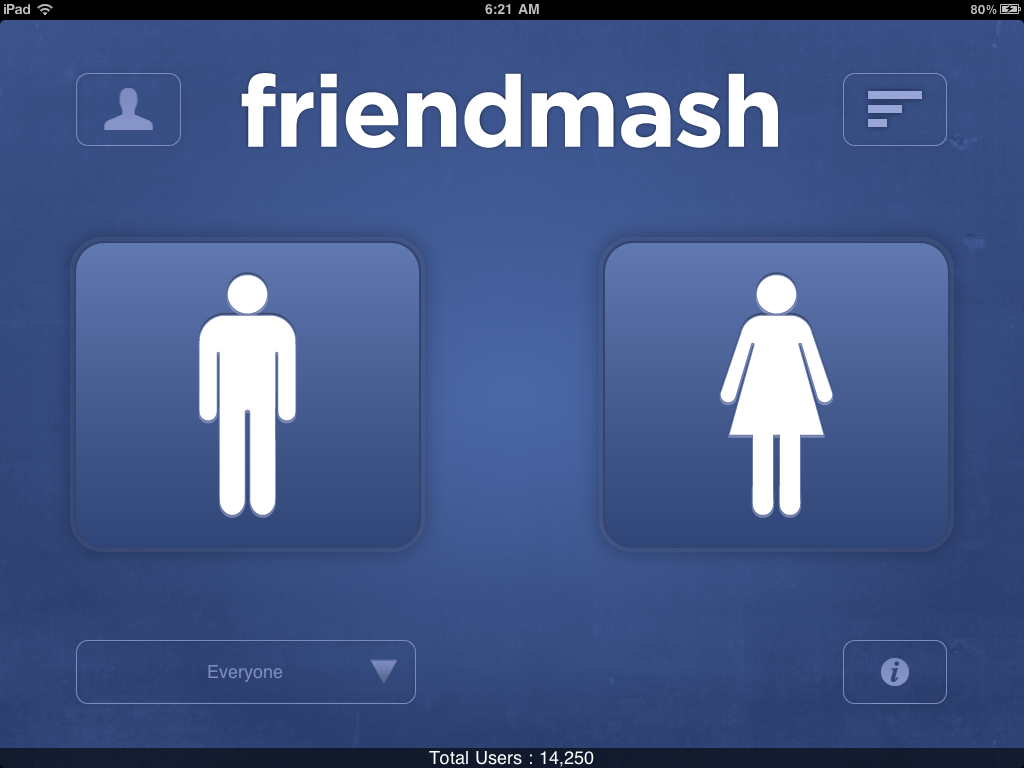 iPad 6:21 AM 80%
friendmash
Everyone
i
Total Users : 14,250